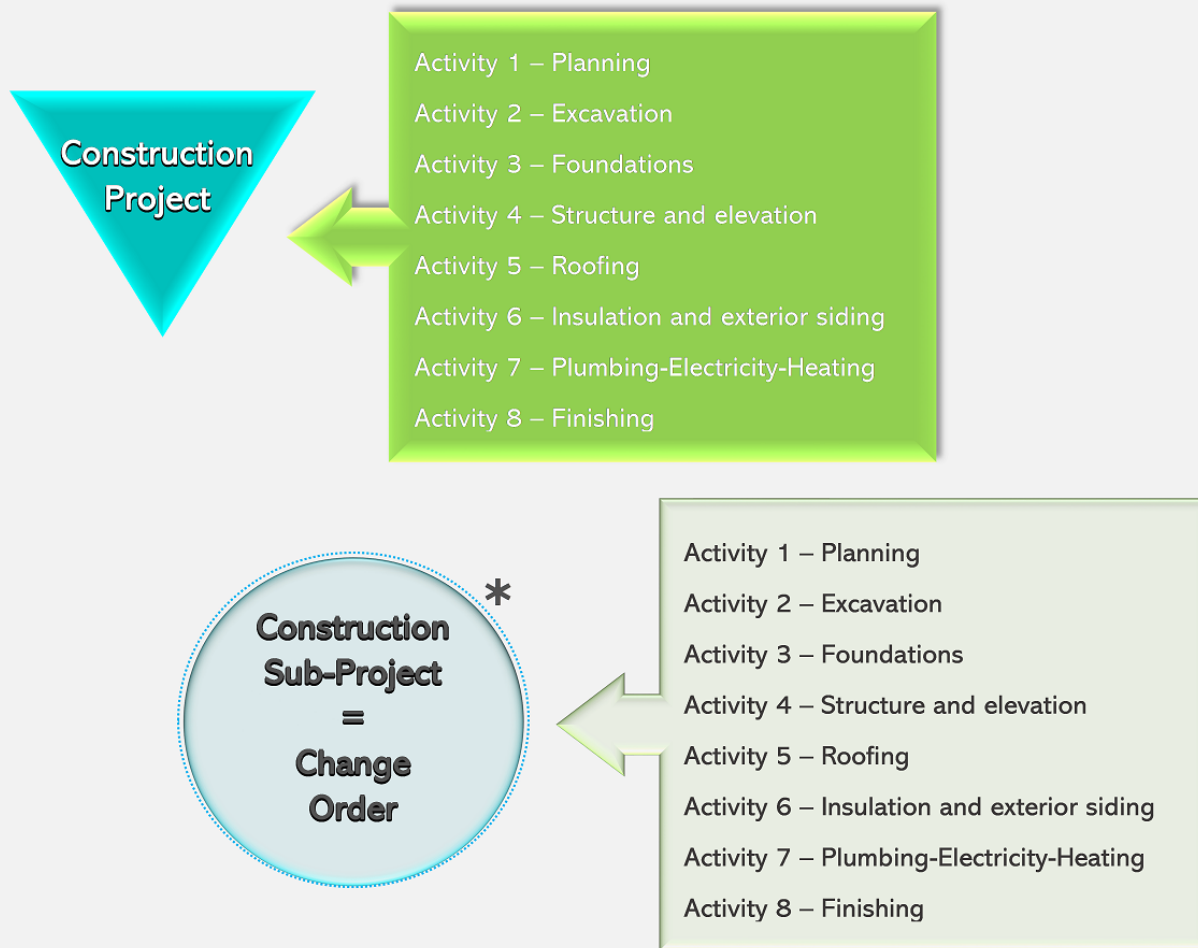 Construction
Project
Activity 1 – Planning
Activity 2 – Excavation
Activity 3 – Foundations
Activity 4 – Structure and elevation
Activity 5 – Roofing
Activity 6 – Insulation and exterior siding
Activity 7 – Plumbing-Electricity-Heating
Activity 8 – Finishing
Construction
Sub-Project
=
Change
Order
*
Activity 1 – Planning
Activity 2 – Excavation
Activity 3 – Foundations
Activity 4 – Structure and elevation
Activity 5 – Roofing
Activity 6 – Insulation and exterior siding
Activity 7 – Plumbing-Electricity-Heating
Activity 8 – Finishing